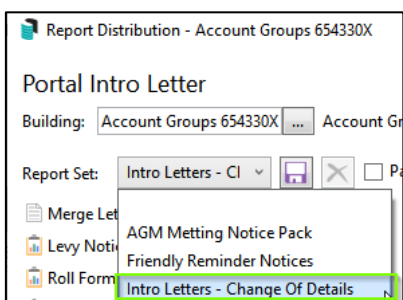 Report Distribution - Account Groups 654330X
Portal Intro Letter
Building: Account Groups 654330X ... Account Gr
Report Set: Intro Letters - Cl Pa
Merge Let
AGM Metting Notice Pack
Levy Noti
Friendly Reminder Notices
Roll Form
Intro Letters - Change Of Details